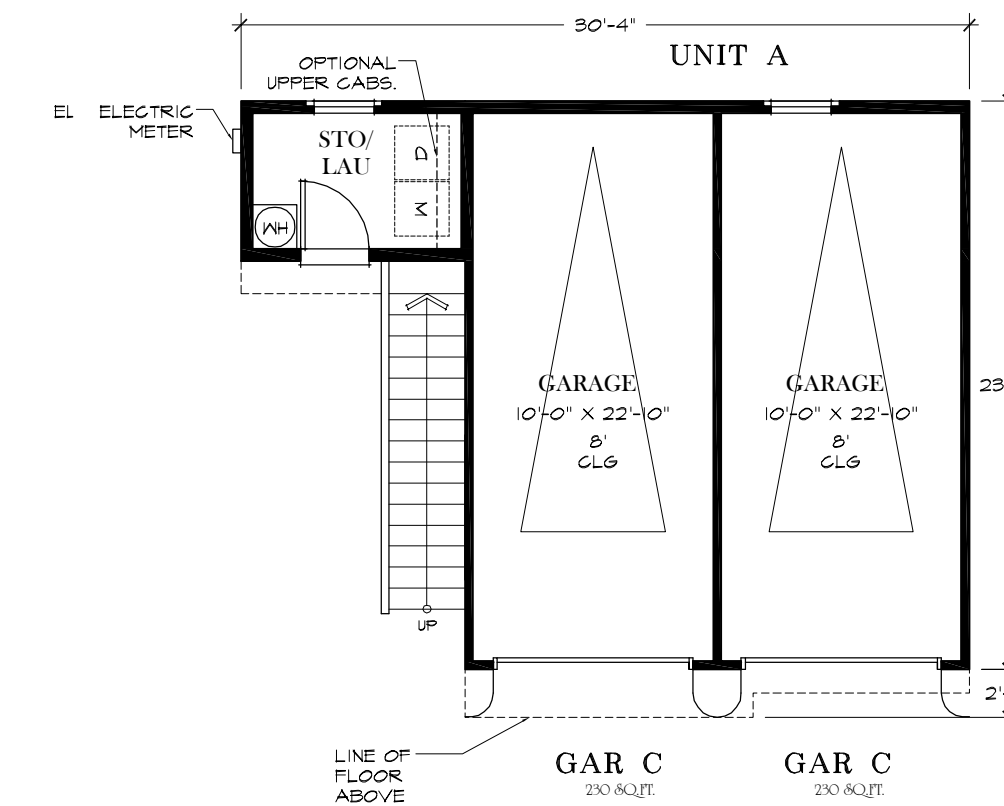 30'-4"
UNIT A
OPTIONAL
UPPER CABS.
EL ELECTRIC
METER
STO/
LAU
D
W
WH
GARAGE
10'-0" X 22'-10"
8'
CLG
GARAGE
10'-0" X 22'-10"
8'
CLG
23
UP
2'-
LINE OF
FLOOR
ABOVE
GAR C
230 SQ.FT.
GAR C
230 SQ.FT.